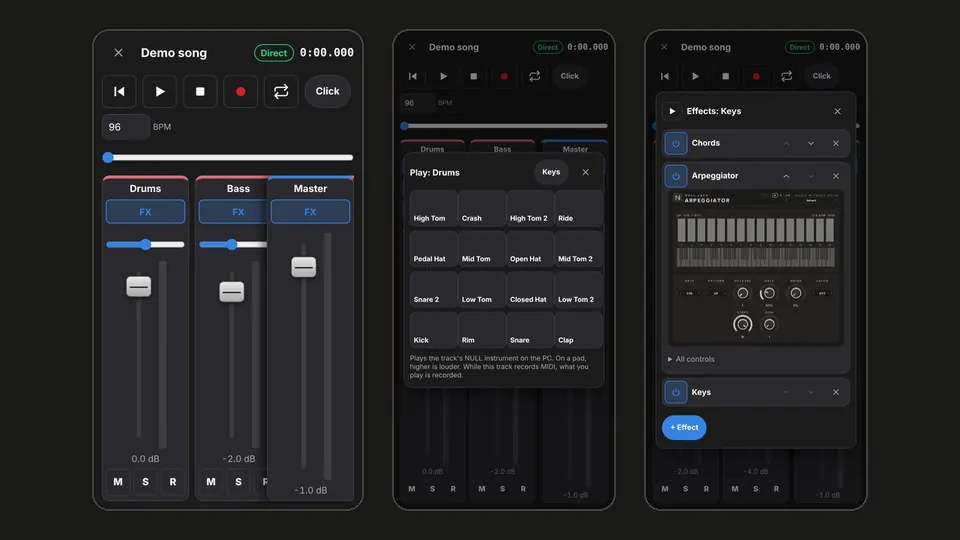 Demo song
Direct 0:00.000
Click
96 BPM
Drums Bass Master
FX FX FX
0.0 dB -2.0 dB -1.0 dB
M S R M S
Demo song
Direct 0:00.000
Click
96 BPM
Drums Bass Master
Play: Drums Keys
High Tom Crash High Tom 2 Ride
Pedal Hat Mid Tom Open Hat Mid Tom 2
Snare 2 Low Tom Closed Hat Low Tom 2
Kick Rim Snare Clap
Plays the track's NULL instrument on the PC. On a pad,
higher is louder. While this track records MIDI, what you
play is recorded.
0.0 dB -2.0 dB -1.0 dB
M S R M S R
Demo song
Direct 0:00.000
Click
Effects: Keys
Chords
Arpeggiator
N
ARPEGGIATOR
All controls
Keys
+ Effect
-2.0 dB -4.0 dB -1.0 dB
M S R M S R